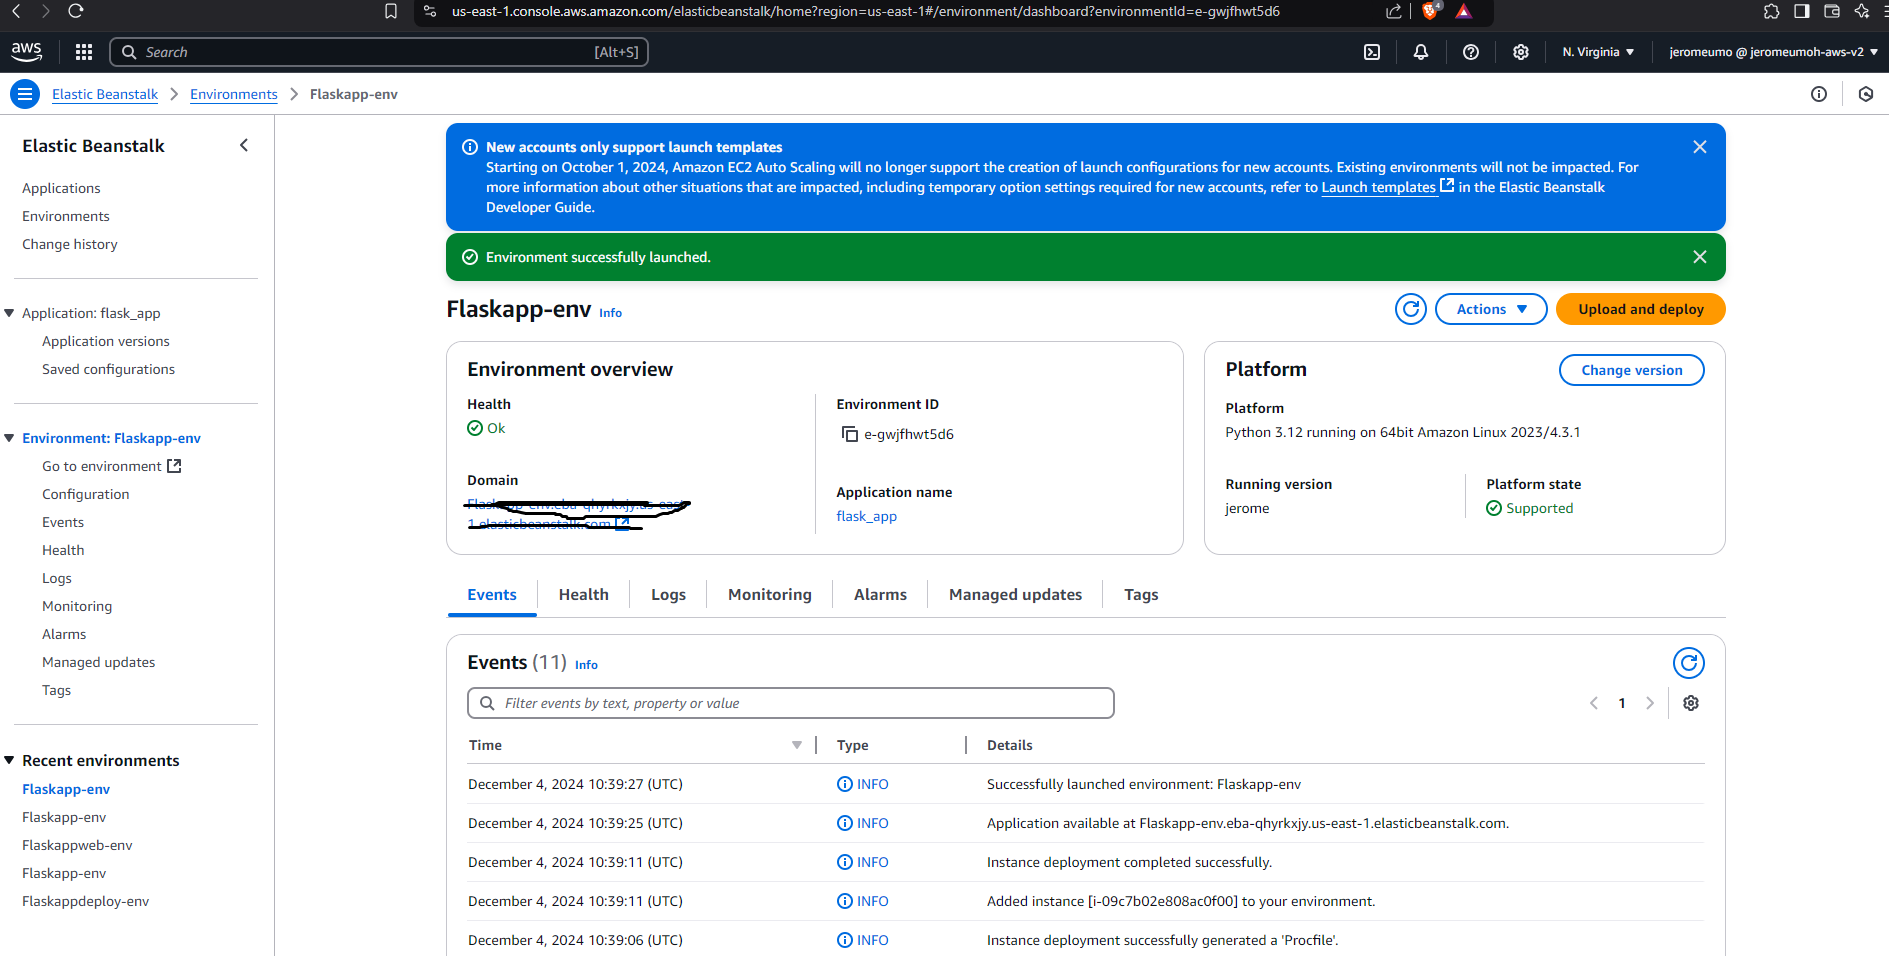 us-east-1.console.aws.amazon.com/elasticbeanstalk/home?region=us-east-1#/environment/dashboard?environmentId=e-gwjfhwt5d6
4
aws
Search
[Alt+S]
N. Virginia
jeromeumo @ jeromeumoh-aws-v2
Elastic Beanstalk
Environments
Flaskapp-env
Elastic Beanstalk
Applications
Environments
Change history
Application: flask_app
Application versions
Saved configurations
Environment: Flaskapp-env
Go to environment
Configuration
Events
Health
Logs
Monitoring
Alarms
Managed updates
Tags
Recent environments
Flaskapp-env
Flaskapp-env
Flaskappweb-env
Flaskapp-env
Flaskappdeploy-env
New accounts only support launch templates
Starting on October 1, 2024, Amazon EC2 Auto Scaling will no longer support the creation of launch configurations for new accounts. Existing environments will not be impacted. For
more information about other situations that are impacted, including temporary option settings required for new accounts, refer to Launch templates in the Elastic Beanstalk
Developer Guide.
Environment successfully launched.
Flaskapp-env Info
Actions
Upload and deploy
Environment overview
Health
Ok
Domain
Environment ID
e-gwjfhwt5d6
Application name
flask_app
Platform
Change version
Platform
Python 3.12 running on 64bit Amazon Linux 2023/4.3.1
Running version
jerome
Platform state
Supported
Events
Health
Logs
Monitoring
Alarms
Managed updates
Tags
Events (11) Info
Filter events by text, property or value
1
Time
Type
Details
December 4, 2024 10:39:27 (UTC)
INFO
Successfully launched environment: Flaskapp-env
December 4, 2024 10:39:25 (UTC)
INFO
Application available at Flaskapp-env.eba-qhyrkxjy.us-east-1.elasticbeanstalk.com.
December 4, 2024 10:39:11 (UTC)
INFO
Instance deployment completed successfully.
December 4, 2024 10:39:11 (UTC)
INFO
Added instance [i-09c7b02e808ac0f00] to your environment.
December 4, 2024 10:39:06 (UTC)
INFO
Instance deployment successfully generated a 'Procfile'.